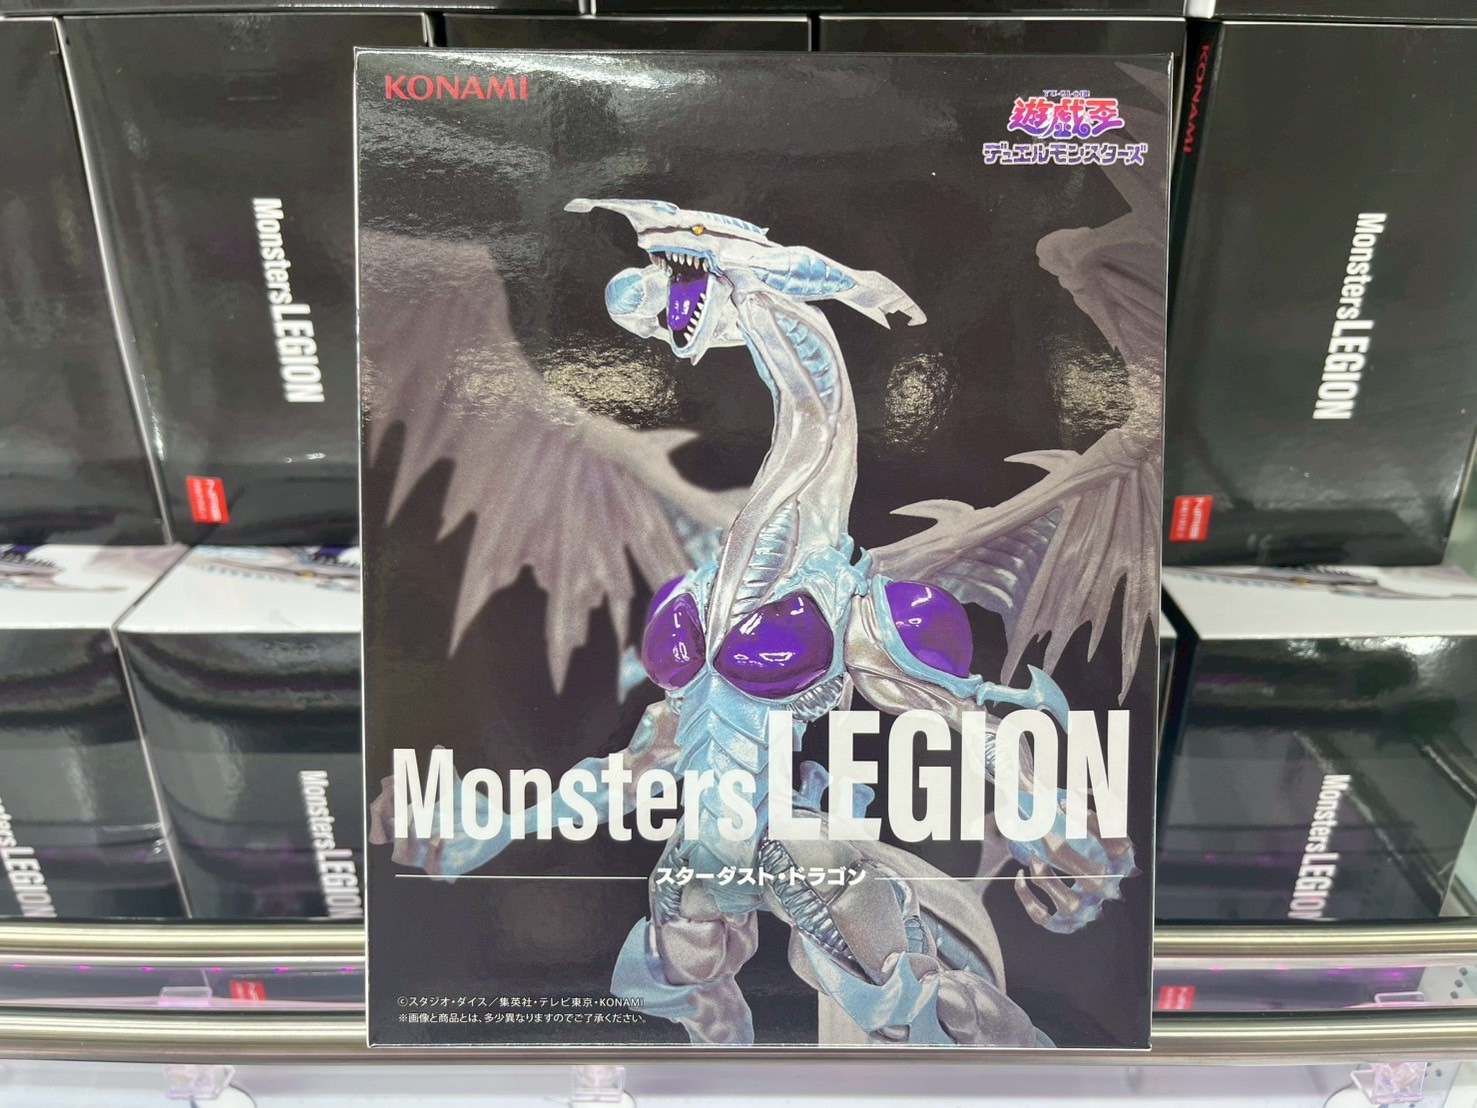 KONAMI
遊戯王
デュエルモンスターズ
KONAMI
MonstersLEGION
MonstersLEGION
MonstersLEGION
スターダスト・ドラゴン
MonstersLEGION
MonstersLEGION
©スタジオ・ダイス／集英社・テレビ東京・KONAMI
※画像と商品とは、多少異なりますのでご了承ください。